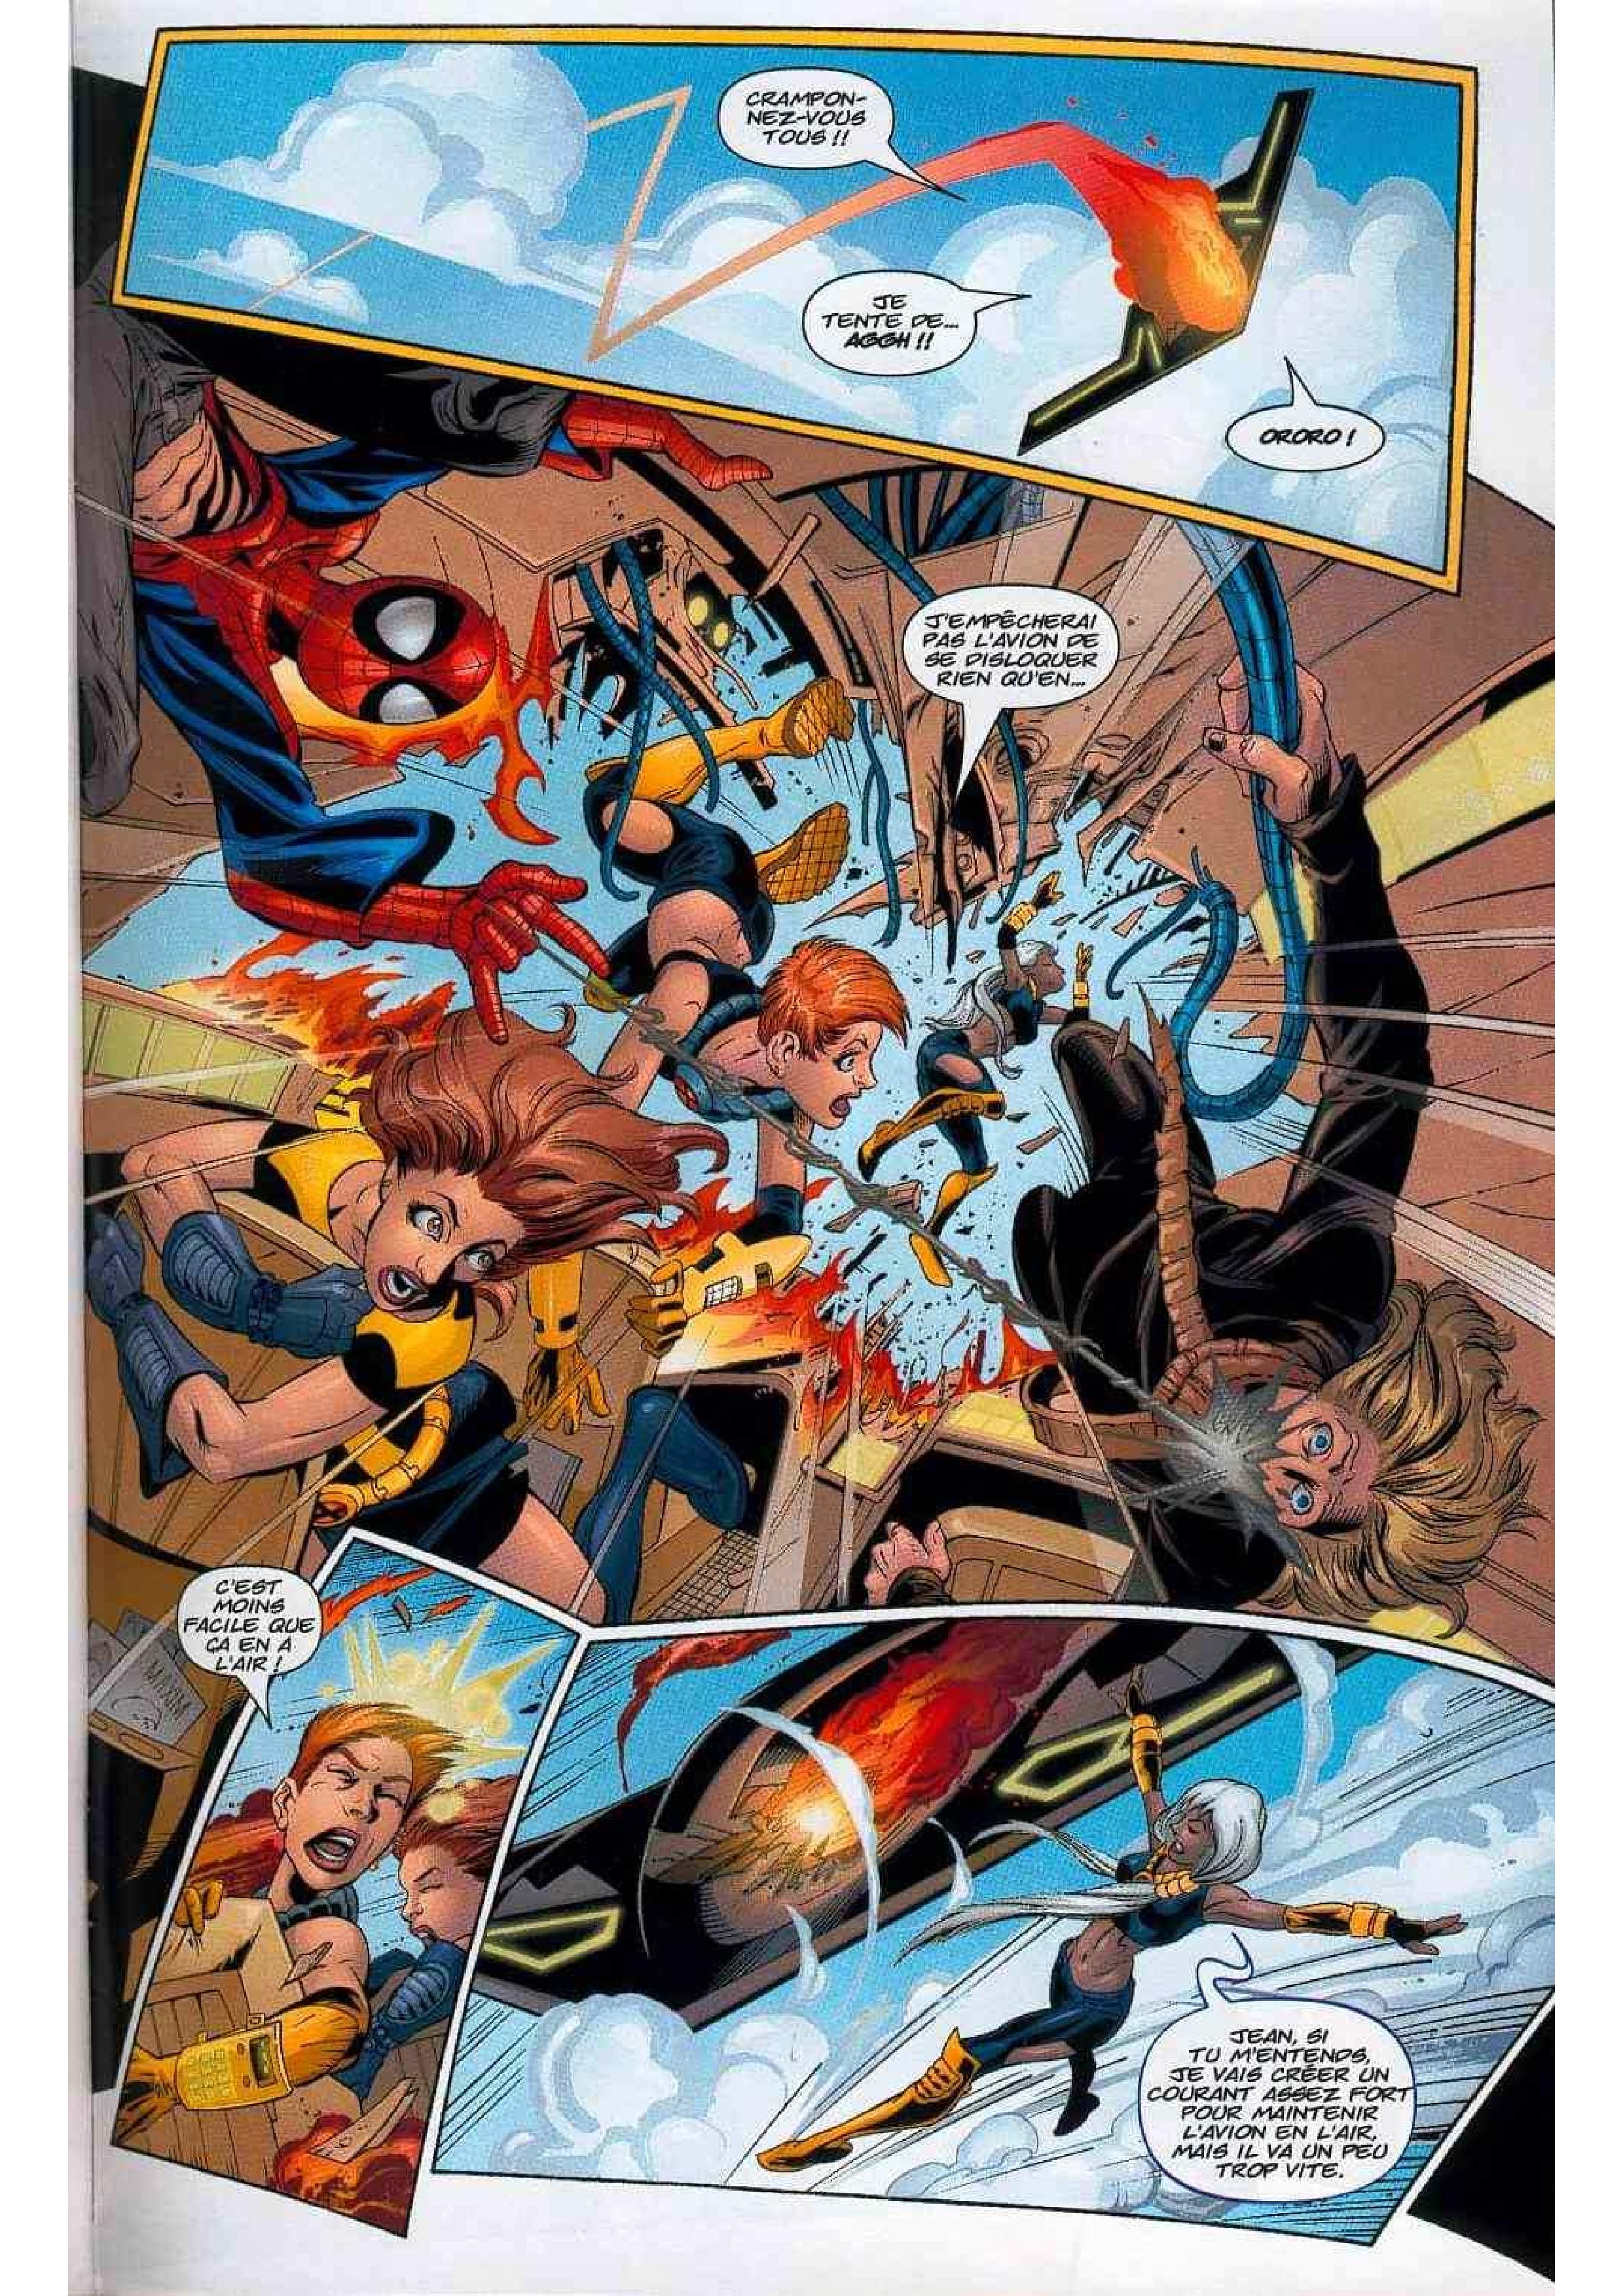 CRAMPON-
NEZ-VOUS
TOUS !!
JE
TENTE DE...
AGGH !!
ORORO !
J'EMPÊCHERAI
PAS L'AVION DE
SE DISLOQUER
RIEN QU'EN...
C'EST
MOINS
FACILE QUE
ÇA EN A
L'AIR !
JEAN, SI
TU M'ENTENDS,
JE VAIS CRÉER UN
COURANT ASSEZ FORT
POUR MAINTENIR
L'AVION EN L'AIR,
MAIS IL VA UN PEU
TROP VITE.